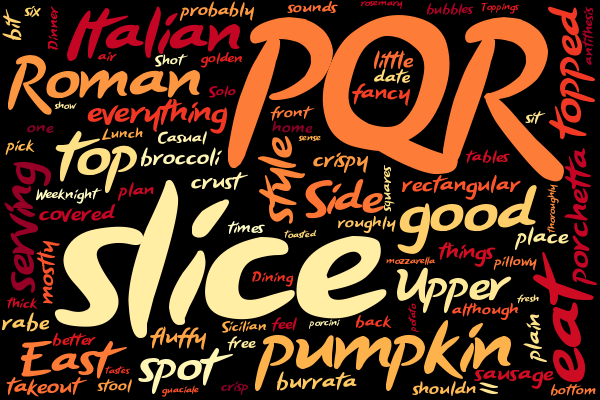 bit
six
Dinner
Italian
probably
sounds
rosemary
bubbles
Toppings
antithesis
air
Shot
golden
PQR
little
date
fancy
topped
Roman
show
Solo
everything
front
home
sense
sit
one
pick
Lunch
Casual
top
broccoli
style
crispy
tables
serving
Weeknight
plan
crust
Side
squares
rectangular
porchetta
covered
times
toasted
roughly
good
thoroughly
place
slice
mostly
Dining
mozzarella
things
pillowy
thick
Upper
although
fresh
eat
rabe
better
fluffy
Sicilian
feel
porcini
back
potato
plain
East
tastes
spot
free
pumpkin
sausage
takeout
stool
guaciale
crisp
burrata
shouldn
bottom